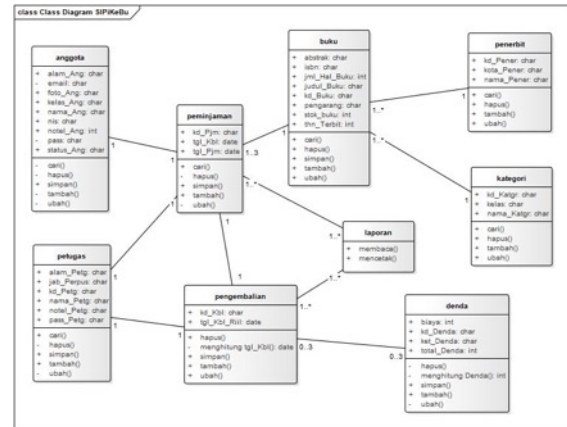 class Class Diagram SIPiKeBu
anggota
+ alam_Ang: char
- email: char
+ foto_Ang: char
+ kelas_Ang: char
+ nama_Ang: char
+ nis: char
+ notel_Ang: int
- pass: char
+ status_Ang: char
- cari()
- hapus()
+ simpan()
+ tambah()
- ubah()
peminjaman
+ kd_Pjm: char
+ tgl_Kbl: date
+ tgl_Pjm: date
+ cari()
- hapus()
+ simpan()
+ tambah()
- ubah()
buku
+ abstrak: char
+ isbn: char
+ jml_Hal_Buku: int
+ judul_Buku: char
+ kd_Buku: char
+ pengarang: char
+ stok_buku: int
+ thn_Terbit: int
+ cari()
+ hapus()
+ simpan()
+ tambah()
+ ubah()
penerbit
+ kd_Pener: char
+ kota_Pener: char
+ nama_Pener: char
+ cari()
+ hapus()
+ tambah()
+ ubah()
kategori
+ kd_Katgr: char
+ kelas: char
+ nama_Katgr: char
+ cari()
+ hapus()
+ tambah()
+ ubah()
laporan
+ membaca()
+ mencetak()
petugas
+ alam_Petg: char
+ jab_Perpus: char
+ kd_Petg: char
+ nama_Petg: char
+ notel_Petg: char
+ pass_Petg: char
+ cari()
- hapus()
+ simpan()
+ tambah()
- ubah()
pengembalian
+ kd_Kbl: char
+ tgl_Kbl_Riil: date
+ hapus()
- menghitung tgl_Kbl(): date
+ simpan()
+ tambah()
+ ubah()
denda
+ biaya: int
+ kd_Denda: char
+ ket_Denda: char
+ total_Denda: int
- hapus()
- menghitung Denda(): int
+ simpan()
- tambah()
- ubah()
1
1
1..3
1
1..*
1
1..*
1
1..*
1..*
1
1
1
1
1..*
1..*
1
1
0..3
0..3